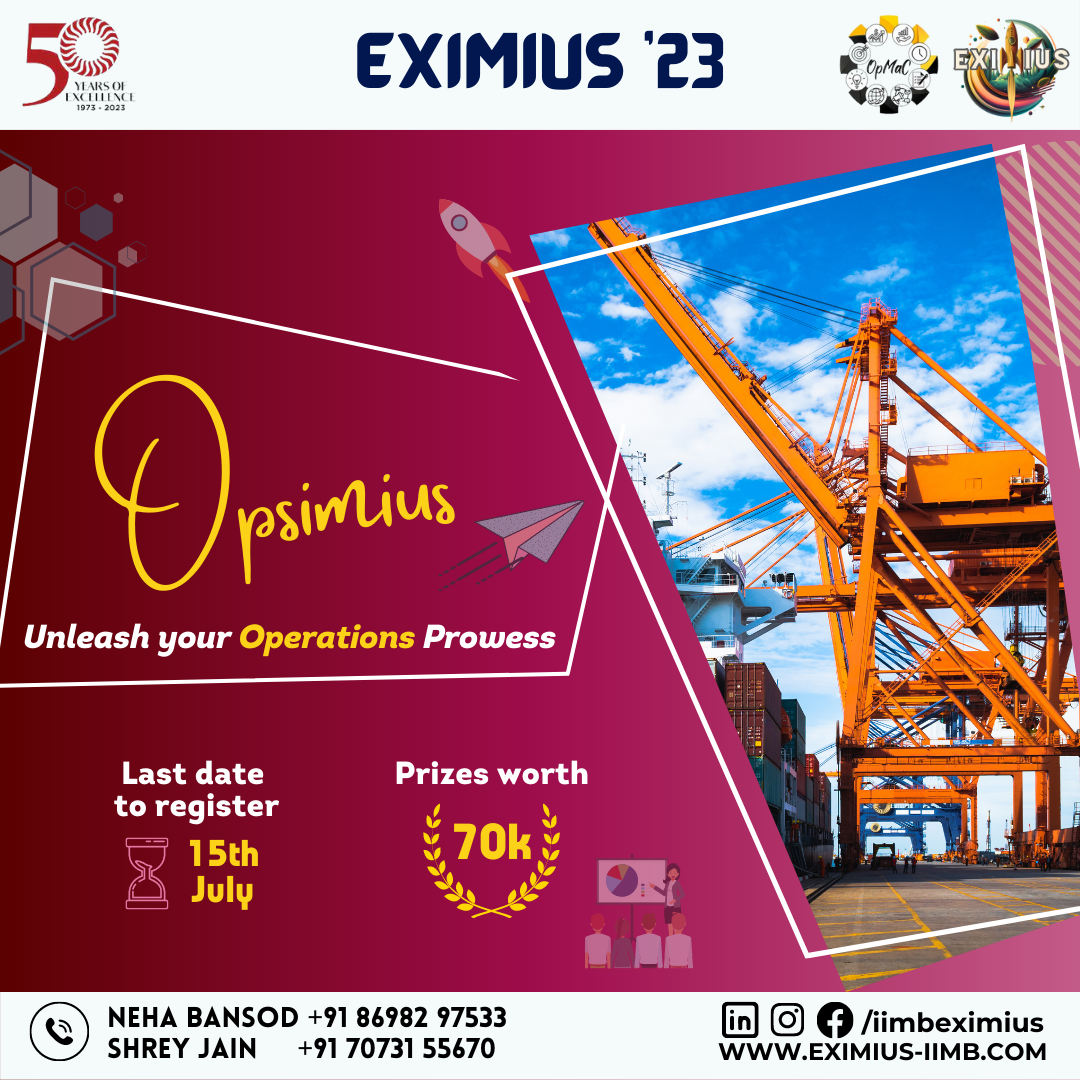 50
YEARS OF
EXCELLENCE
1973 - 2023
EXIMIUS '23
OpMaC
EXIMIUS
Opsimius
Unleash your Operations Prowess
Last date
to register
15th
July
Prizes worth
70k
NEHA BANSOD +91 86982 97533
SHREY JAIN +91 70731 55670
/iimbeximius
WWW.EXIMIUS-IIMB.COM